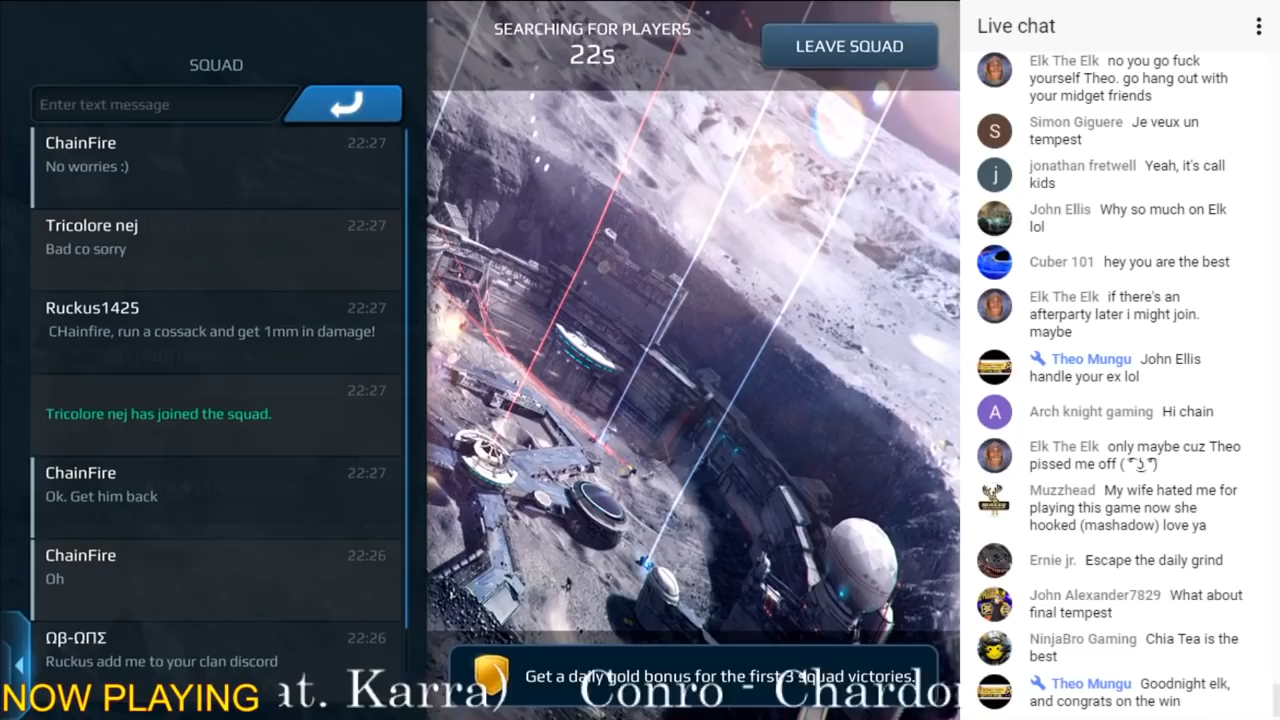 SQUAD
Enter text message
ChainFire 22:27
No worries :)
Tricolore nej 22:27
Bad co sorry
Ruckus1425 22:27
CHainfire, run a cossack and get 1mm in damage!
22:27
Tricolore nej has joined the squad.
ChainFire 22:27
Ok. Get him back
ChainFire 22:26
Oh
Ωβ-ΩΠΣ 22:26
Ruckus add me to your clan discord
SEARCHING FOR PLAYERS
22s
LEAVE SQUAD
Get a daily gold bonus for the first 3 squad victories.
NOW PLAYING at. Karra) Conro - Chardon
Live chat
Elk The Elk no you go fuck
yourself Theo. go hang out with
your midget friends
S
Simon Giguere Je veux un
tempest
j
jonathan fretwell Yeah, it's call
kids
John Ellis Why so much on Elk
lol
Cuber 101 hey you are the best
Elk The Elk if there's an
afterparty later i might join.
maybe
Theo Mungu John Ellis
handle your ex lol
A
Arch knight gaming Hi chain
Elk The Elk only maybe cuz Theo
pissed me off ( ͡° ͜ʖ ͡°)
Muzzhead My wife hated me for
playing this game now she
hooked (mashadow) love ya
Ernie jr. Escape the daily grind
John Alexander7829 What about
final tempest
NinjaBro Gaming Chia Tea is the
best
Theo Mungu Goodnight elk,
and congrats on the win